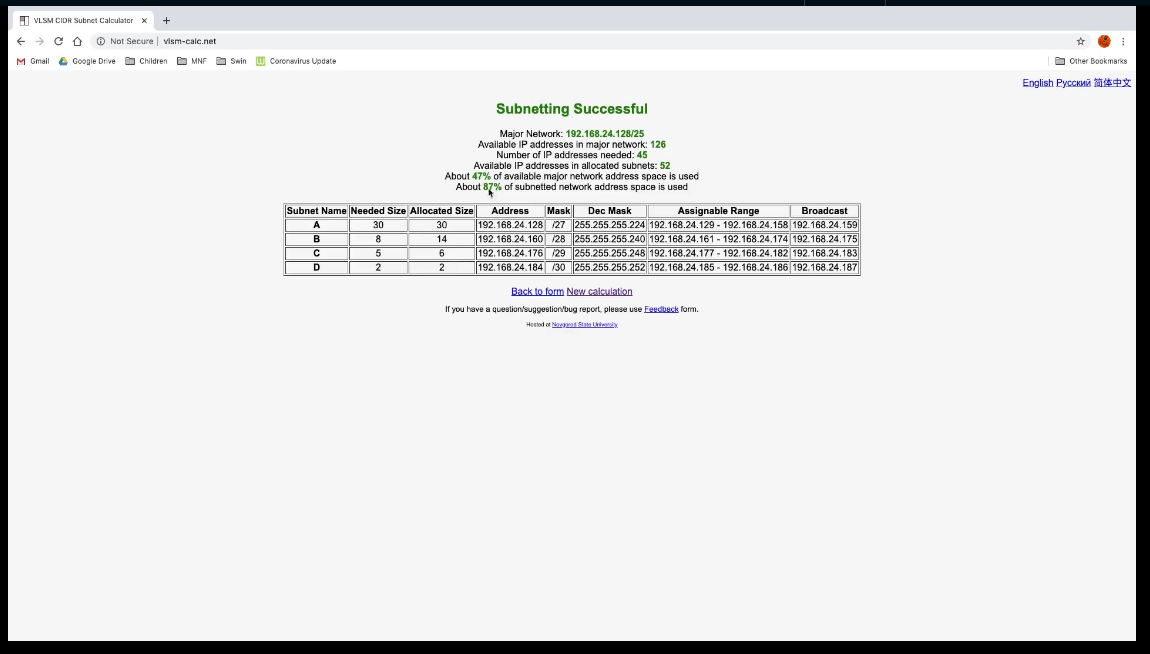 VLSM CIDR Subnet Calculator
Not Secure | vlsm-calc.net
Gmail Google Drive Children MNF Swin Coronavirus Update Other Bookmarks
English Русский 简体中文
Subnetting Successful
Major Network: 192.168.24.128/25
Available IP addresses in major network: 126
Number of IP addresses needed: 45
Available IP addresses in allocated subnets: 52
About 47% of available major network address space is used
About 87% of subnetted network address space is used
Subnet Name Needed Size Allocated Size Address Mask Dec Mask Assignable Range Broadcast
A 30 30 192.168.24.128 /27 255.255.255.224 192.168.24.129 - 192.168.24.158 192.168.24.159
B 8 14 192.168.24.160 /28 255.255.255.240 192.168.24.161 - 192.168.24.174 192.168.24.175
C 5 6 192.168.24.176 /29 255.255.255.248 192.168.24.177 - 192.168.24.182 192.168.24.183
D 2 2 192.168.24.184 /30 255.255.255.252 192.168.24.185 - 192.168.24.186 192.168.24.187
Back to form New calculation
If you have a question/suggestion/bug report, please use Feedback form.
Hosted at Novgorod State University